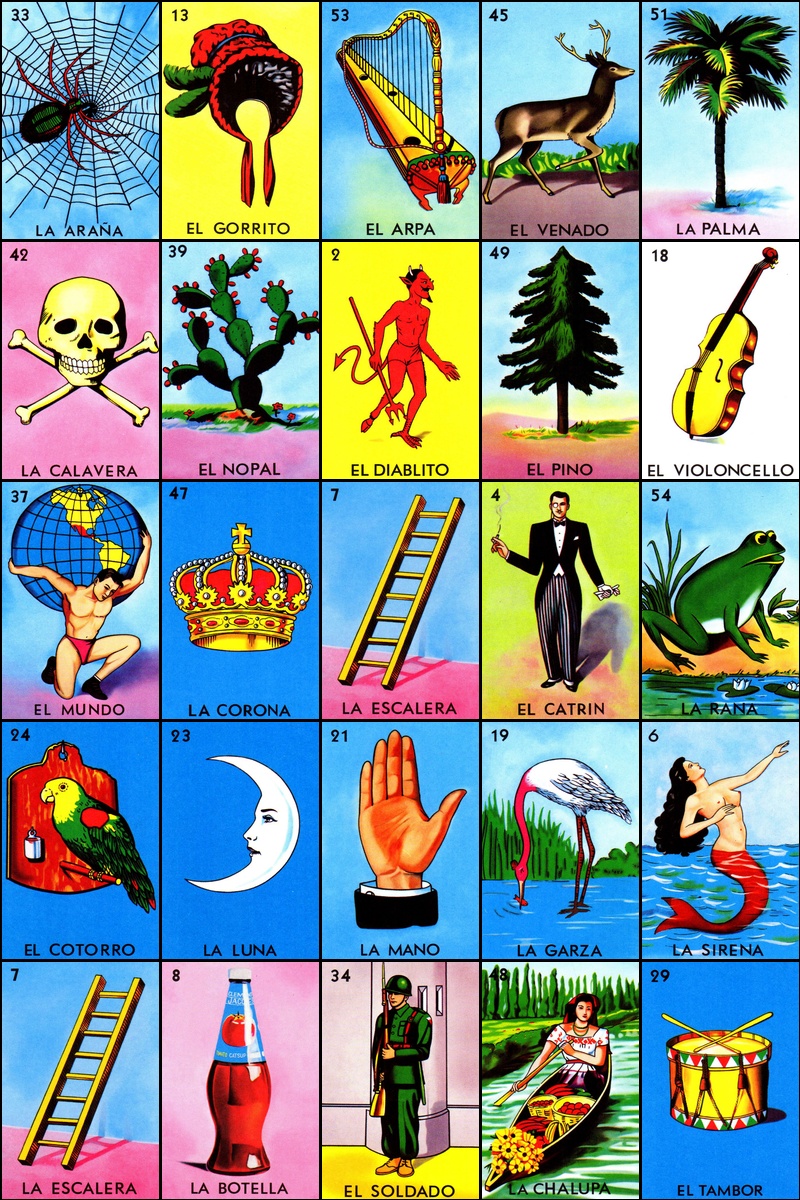 33
LA ARAÑA
13
EL GORRITO
53
EL ARPA
45
EL VENADO
51
LA PALMA
42
LA CALAVERA
39
EL NOPAL
2
EL DIABLITO
49
EL PINO
18
EL VIOLONCELLO
37
EL MUNDO
47
LA CORONA
7
LA ESCALERA
4
EL CATRIN
54
LA RANA
24
EL COTORRO
23
LA LUNA
21
LA MANO
19
LA GARZA
6
LA SIRENA
7
LA ESCALERA
8
CATSUP
LA BOTELLA
34
EL SOLDADO
48
LA CHALUPA
29
EL TAMBOR